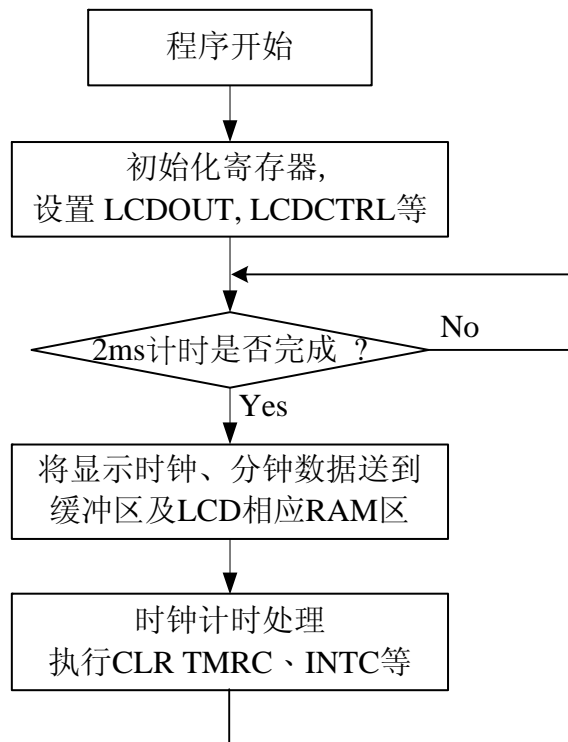 程序开始
初始化寄存器,
设置 LCDOUT, LCDCTRL等
2ms计时是否完成 ?
No
Yes
将显示时钟、分钟数据送到
缓冲区及LCD相应RAM区
时钟计时处理
执行CLR TMRC、INTC等